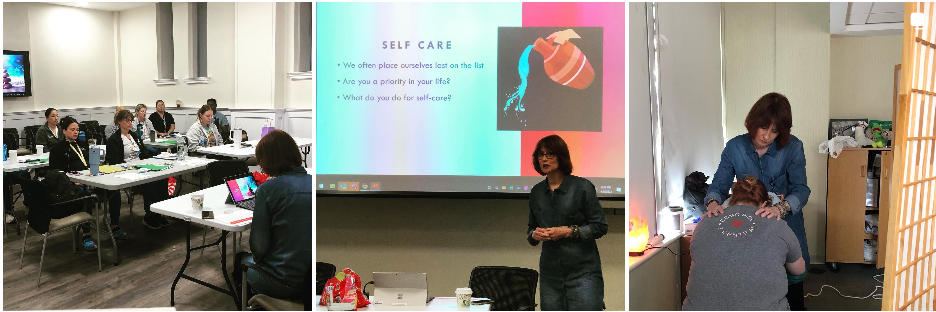 SELF CARE
• We often place ourselves last on the list
• Are you a priority in your life?
• What do you do for self-care?